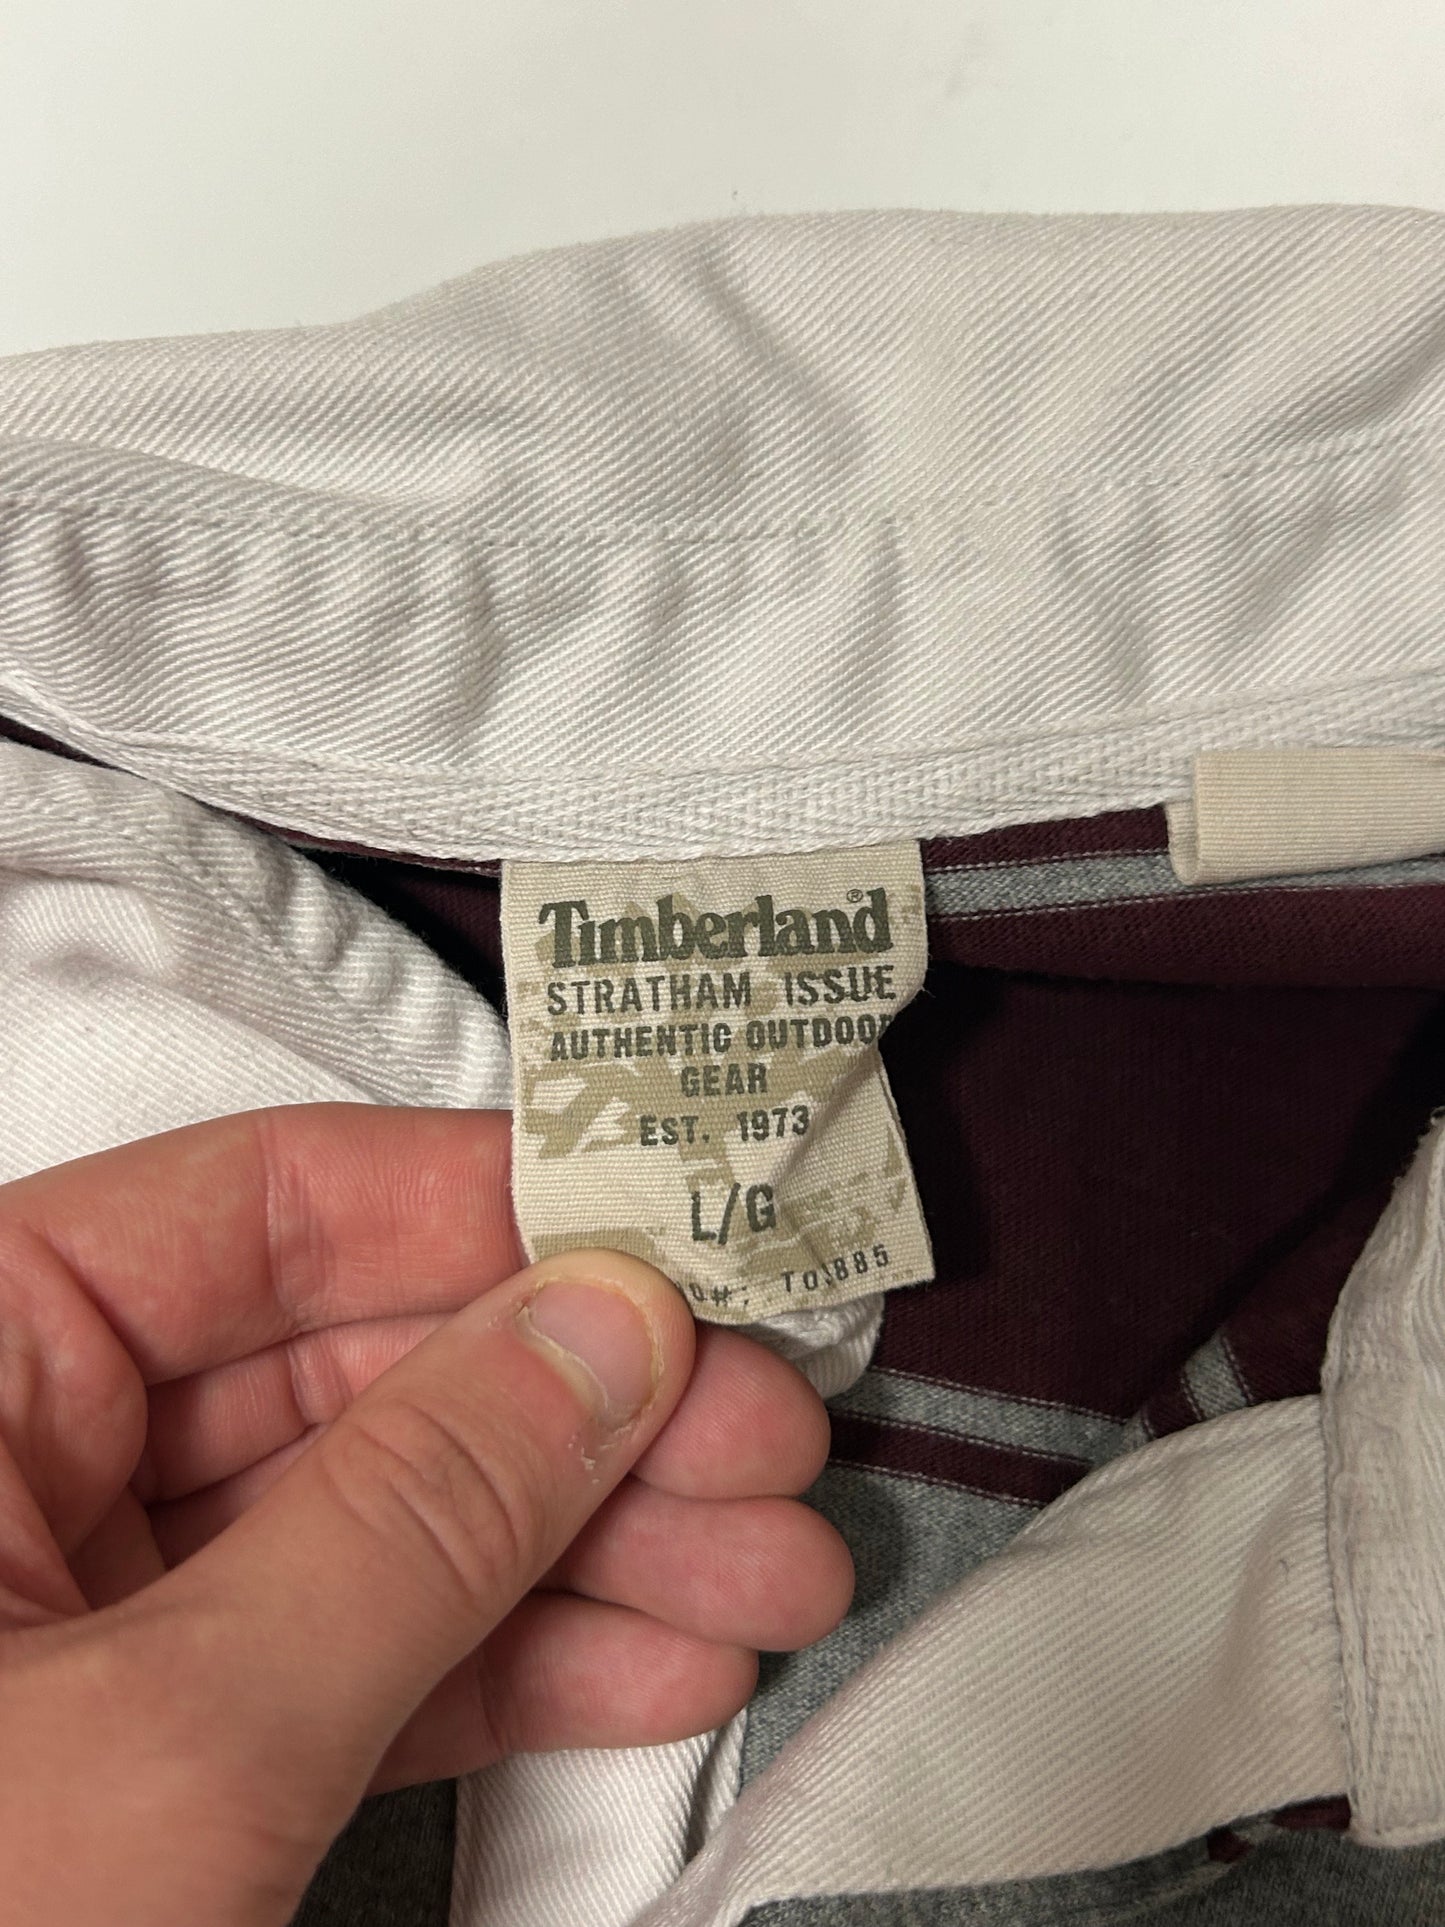 Timberland®
STRATHAM ISSUE
AUTHENTIC OUTDOOR
GEAR
EST. 1973
L/G